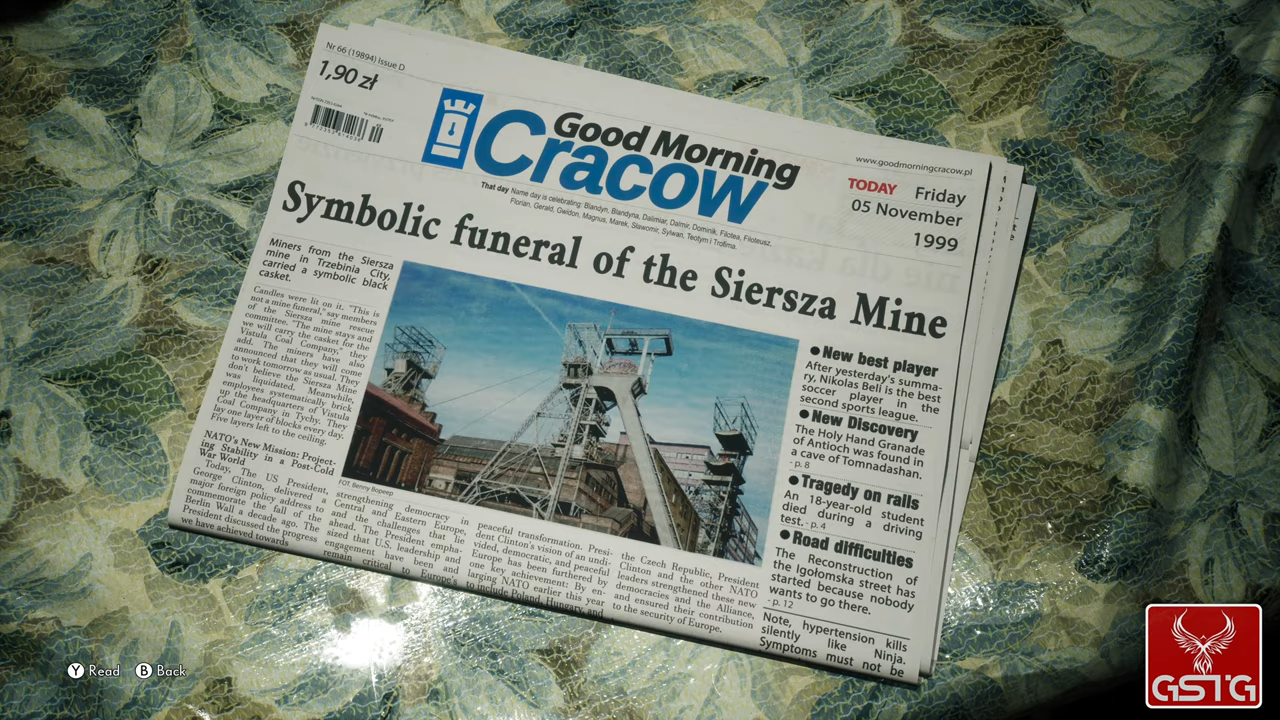 Nr 66 (19894) Issue D
1,90 zł
Good Morning
Cracow
www.goodmorningcracow.pl
TODAY Friday
05 November
1999
That day Name day is celebrating: Blandyn, Blandyna, Dalimiar, Dalmir, Dominik, Filotea, Filoteusz,
Florian, Gerald, Gwidon, Magnus, Marek, Sławomir, Sylwan, Teotym i Trofima.
Symbolic funeral of the Siersza Mine
Miners from the Siersza
mine in Trzebinia City,
carried a symbolic black
casket.
Candles were lit on it. "This is
not a mine funeral," say members
of the Siersza mine rescue
committee. "The mine stays and
we will carry the casket for the
Vistula Coal Company," they
add. The miners have also
announced that they will come
to work tomorrow as usual. They
don't believe the Siersza Mine
was liquidated. Meanwhile,
employees systematically brick
up the headquarters of Vistula
Coal Company in Tychy. They
lay one layer of blocks every day.
Five layers left to the ceiling.
NATO's New Mission: Project-
ing Stability in a Post-Cold
War World
Today, The US President,
George Clinton, delivered a
major foreign policy address to
commemorate the fall of the
Berlin Wall a decade ago. The
President discussed the progress
we have achieved towards
FOT. Benny Bopeep
strengthening democracy in
Central and Eastern Europe,
and the challenges that lie
ahead. The President empha-
sized that U.S. leadership and
engagement have been and
remain critical to Europe's
peaceful transformation. Presi-
dent Clinton's vision of an undi-
vided, democratic, and peaceful
Europe has been furthered by
one key achievement: By en-
larging NATO earlier this year
to include Poland, Hungary, and
the Czech Republic, President
Clinton and the other NATO
leaders strengthened these new
democracies and the Alliance,
and ensured their contribution
to the security of Europe.
●New best player
After yesterday's summa-
ry, Nikolas Beli is the best
soccer player in the
second sports league.
●New Discovery
The Holy Hand Granade
of Antioch was found in
a cave of Tomnadashan.
- p. 8
●Tragedy on rails
An 18-year-old student
died during a driving
test. - p. 4
●Road difficulties
The Reconstruction of
the Igołomska street has
started because nobody
wants to go there.
- p. 12
Note, hypertension kills
silently like Ninja.
Symptoms must not be
Y Read B Back
GSTG